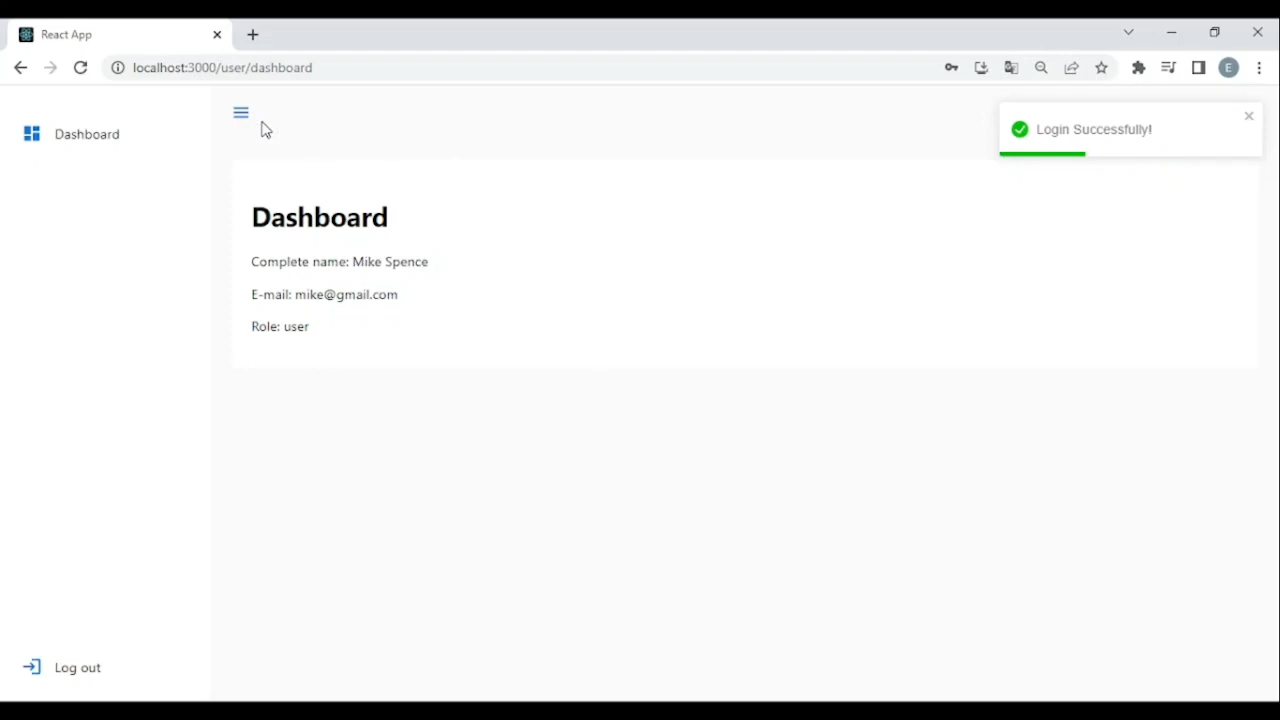 React App
localhost:3000/user/dashboard
E
Dashboard
Login Successfully!
Dashboard
Complete name: Mike Spence
E-mail: mike@gmail.com
Role: user
Log out